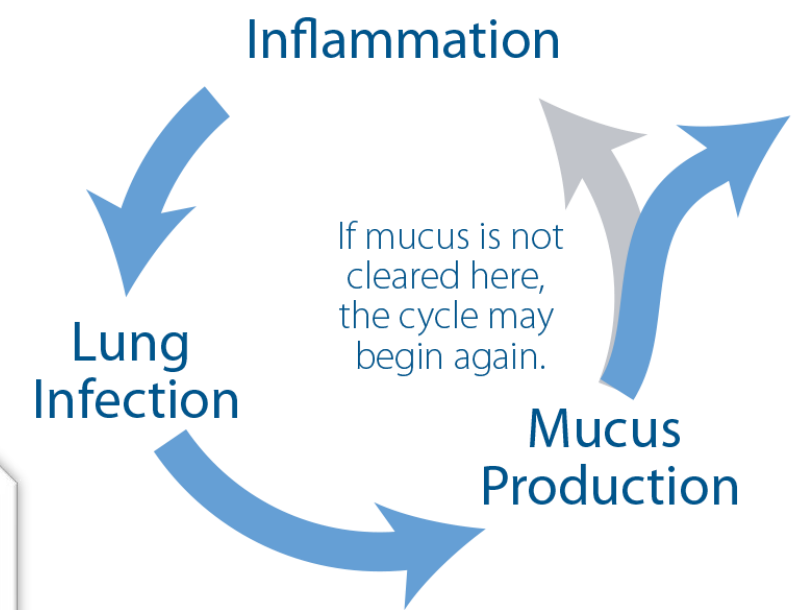 Inflammation
If mucus is not
cleared here,
the cycle may
begin again.
Lung
Infection
Mucus
Production